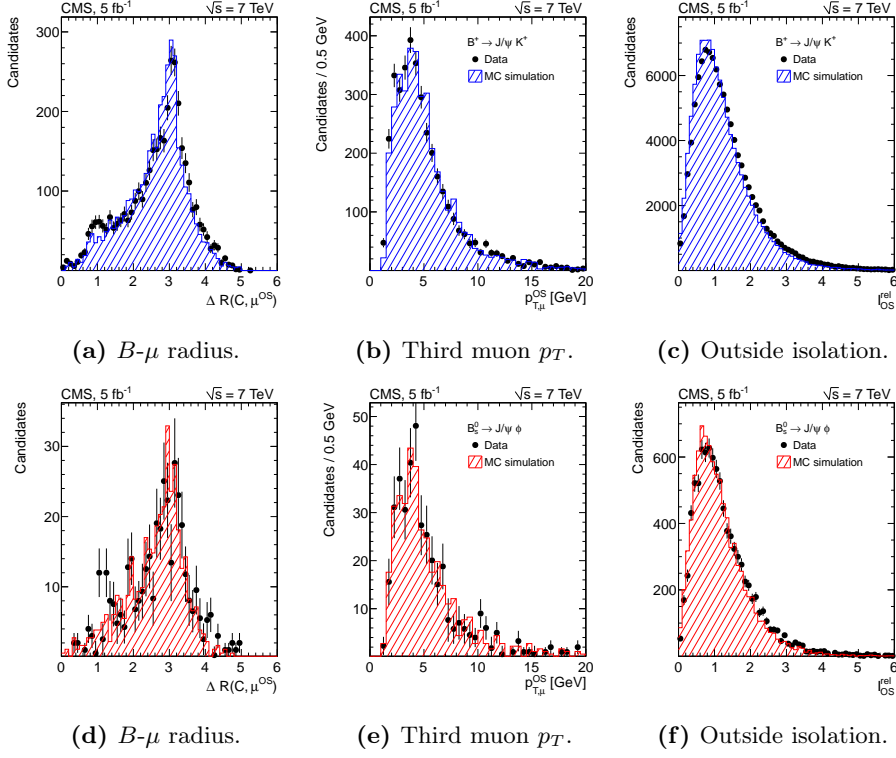 CMS, 5 fb⁻¹ √s = 7 TeV
Candidates
300
200
100
0 1 2 3 4 5 6
Δ R(C, μ^OS)
(a) B-μ radius.
CMS, 5 fb⁻¹ √s = 7 TeV
Candidates / 0.5 GeV
400
300
200
100
0
0 5 10 15 20
p^OS_T,μ [GeV]
B⁺ → J/ψ K⁺
Data
MC simulation
(b) Third muon p_T.
CMS, 5 fb⁻¹ √s = 7 TeV
Candidates
6000
4000
2000
0 1 2 3 4 5 6
I^rel_OS
B⁺ → J/ψ K⁺
Data
MC simulation
(c) Outside isolation.
CMS, 5 fb⁻¹ √s = 7 TeV
Candidates
30
20
10
0 1 2 3 4 5 6
Δ R(C, μ^OS)
(d) B-μ radius.
CMS, 5 fb⁻¹ √s = 7 TeV
Candidates / 0.5 GeV
50
40
30
20
10
0
0 5 10 15 20
p^OS_T,μ [GeV]
B⁰_s → J/ψ ϕ
Data
MC simulation
(e) Third muon p_T.
CMS, 5 fb⁻¹ √s = 7 TeV
Candidates
600
400
200
0 1 2 3 4 5 6
I^rel_OS
B⁰_s → J/ψ ϕ
Data
MC simulation
(f) Outside isolation.